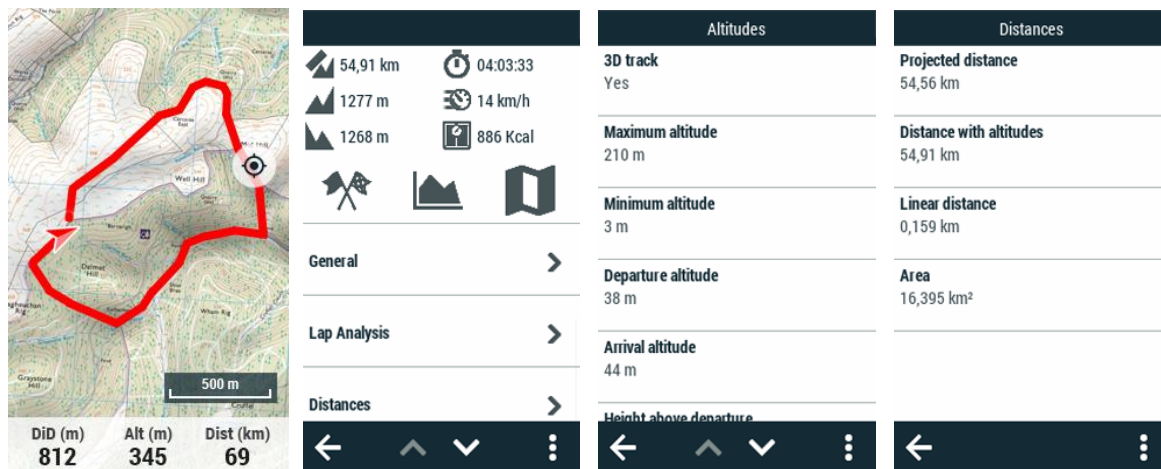 Well Hill
Dalmet
Hill
Whum Rig
Graystone
Hill
500 m
DiD (m)
Alt (m)
Dist (km)
812
345
69
54,91 km
04:03:33
1277 m
14 km/h
1268 m
886 Kcal
General
Lap Analysis
Distances
Altitudes
3D track
Yes
Maximum altitude
210 m
Minimum altitude
3 m
Departure altitude
38 m
Arrival altitude
44 m
Height above departure
Distances
Projected distance
54,56 km
Distance with altitudes
54,91 km
Linear distance
0,159 km
Area
16,395 km²